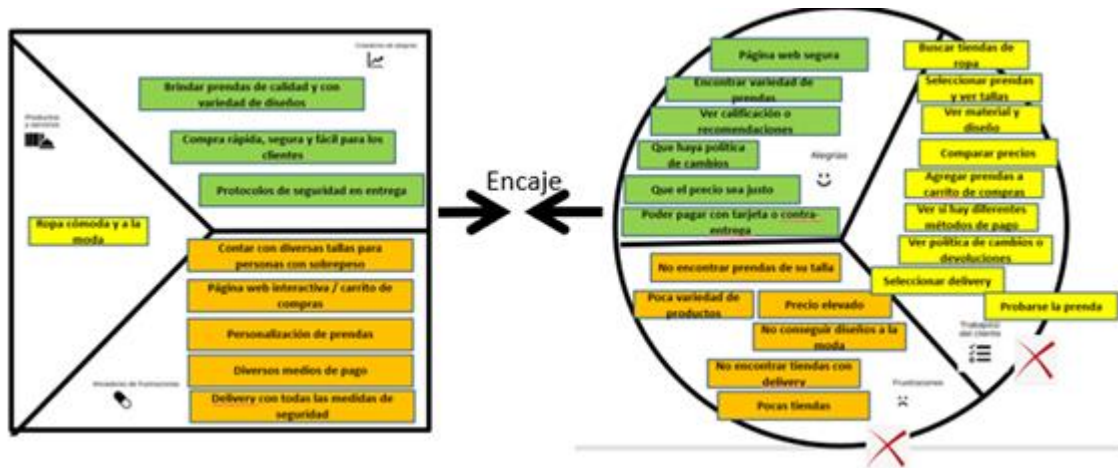 Creadores de alegrías
Brindar prendas de calidad y con
variedad de diseños
Productos
y servicios
Compra rápida, segura y fácil para los
clientes
Protocolos de seguridad en entrega
Ropa cómoda y a la
moda
Contar con diversas tallas para
personas con sobrepeso
Página web interactiva / carrito de
compras
Personalización de prendas
Diversos medios de pago
Aliviadores de frustraciones
Delivery con todas las medidas de
seguridad
Encaje
Página web segura
Encontrar variedad de
prendas
Ver calificación o
recomendaciones
Que haya política
de cambios
Alegrías
Que el precio sea justo
Poder pagar con tarjeta o contra-
entrega
Buscar tiendas de
ropa
Seleccionar prendas
y ver tallas
Ver material y
diseño
Comparar precios
Agregar prendas a
carrito de compras
Ver si hay diferentes
métodos de pago
Ver política de cambios o
devoluciones
Seleccionar delivery
Probarse la prenda
Trabajo(s)
del cliente
No encontrar prendas de su talla
Poca variedad de
productos
Precio elevado
No conseguir diseños a la
moda
No encontrar tiendas con
delivery
Pocas tiendas
Frustraciones